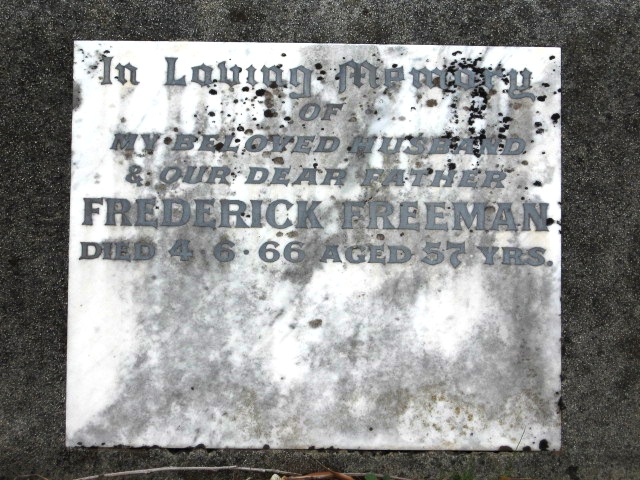 In Loving Memory
OF
MY BELOVED HUSBAND
& OUR DEAR FATHER
FREDERICK FREEMAN
DIED 4·6·66 AGED 57 YRS.